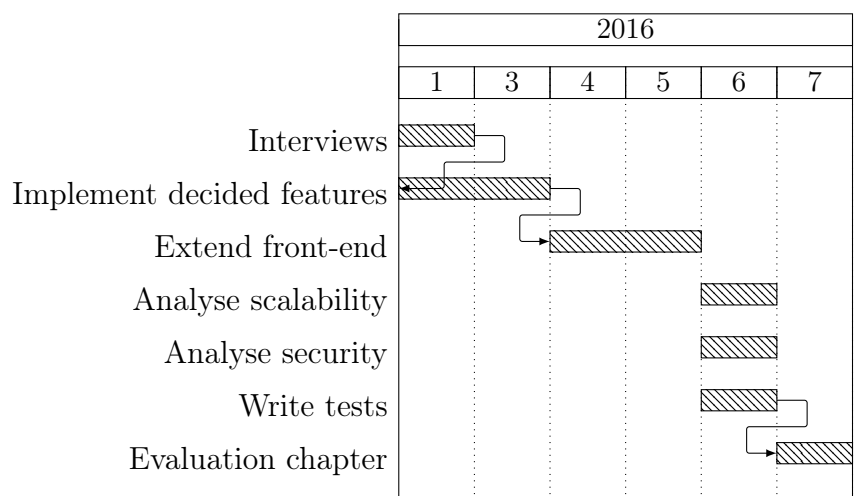 2016
1 3 4 5 6 7
Interviews
Implement decided features
Extend front-end
Analyse scalability
Analyse security
Write tests
Evaluation chapter